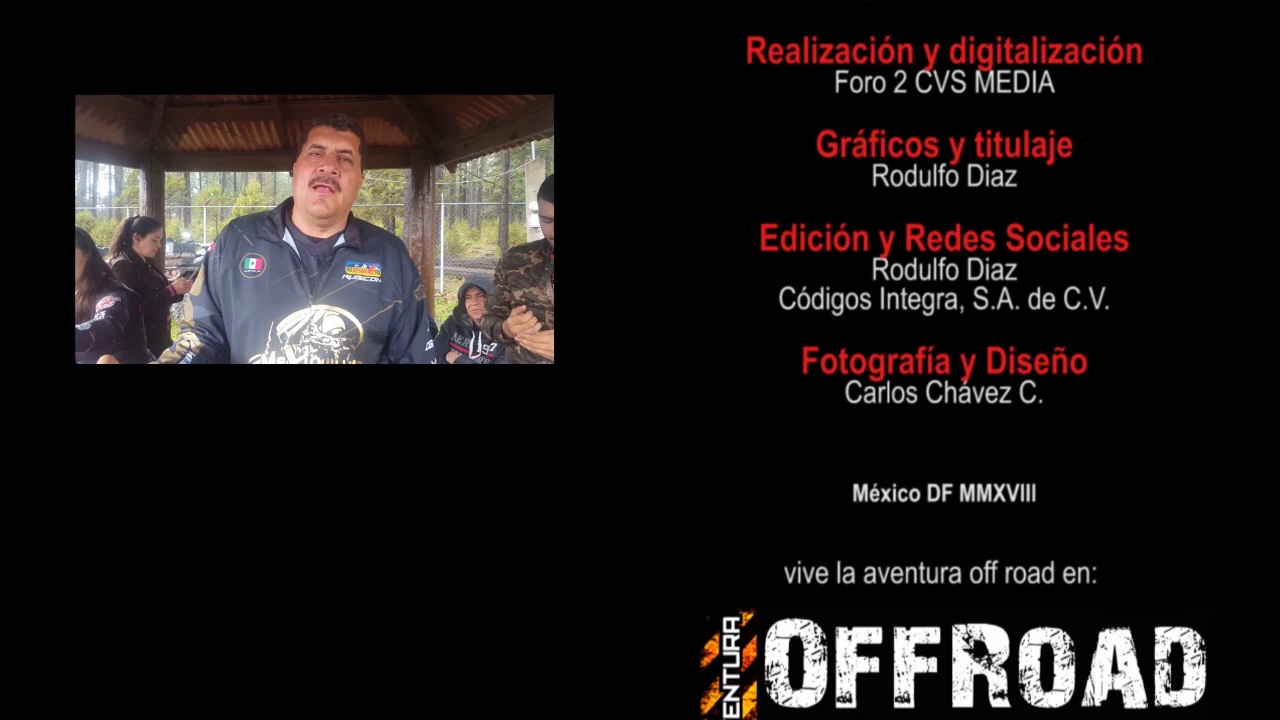 Realización y digitalización
Foro 2 CVS MEDIA
Gráficos y titulaje
Rodulfo Diaz
Edición y Redes Sociales
Rodulfo Diaz
Códigos Integra, S.A. de C.V.
Fotografía y Diseño
Carlos Chávez C.
México DF MMXVIII
vive la aventura off road en:
ENTURA
OFFROAD
RUBICON